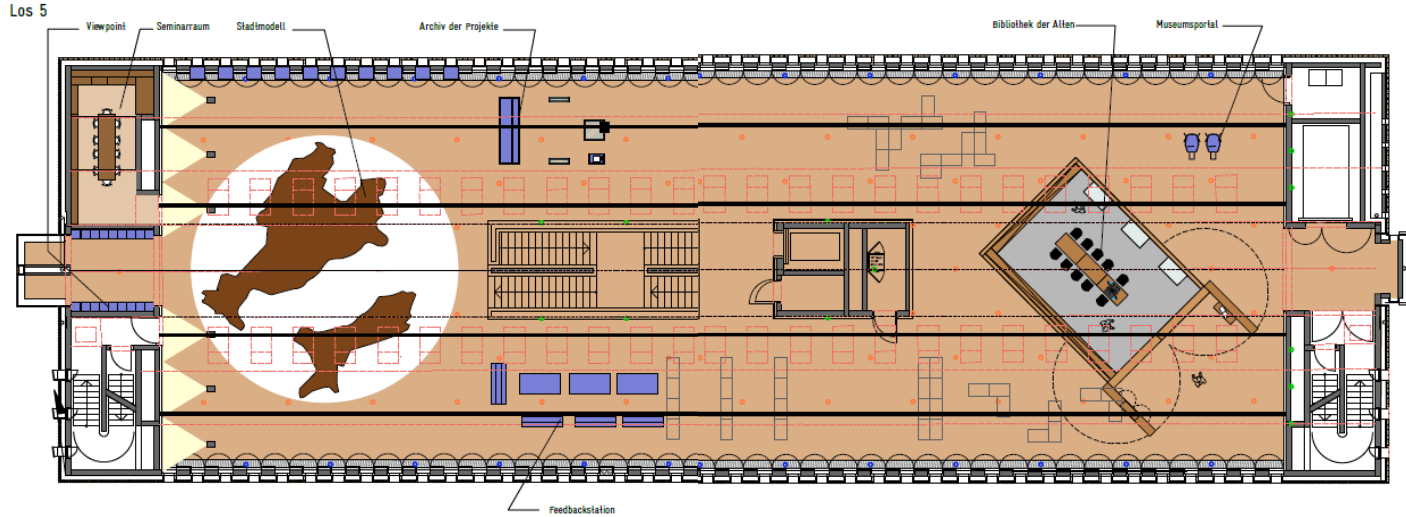 Los 5
Viewpoint
Seminarraum
Stadtmodell
Archiv der Projekte
Bibliothek der Alten
Museumsportal
Feedbackstation